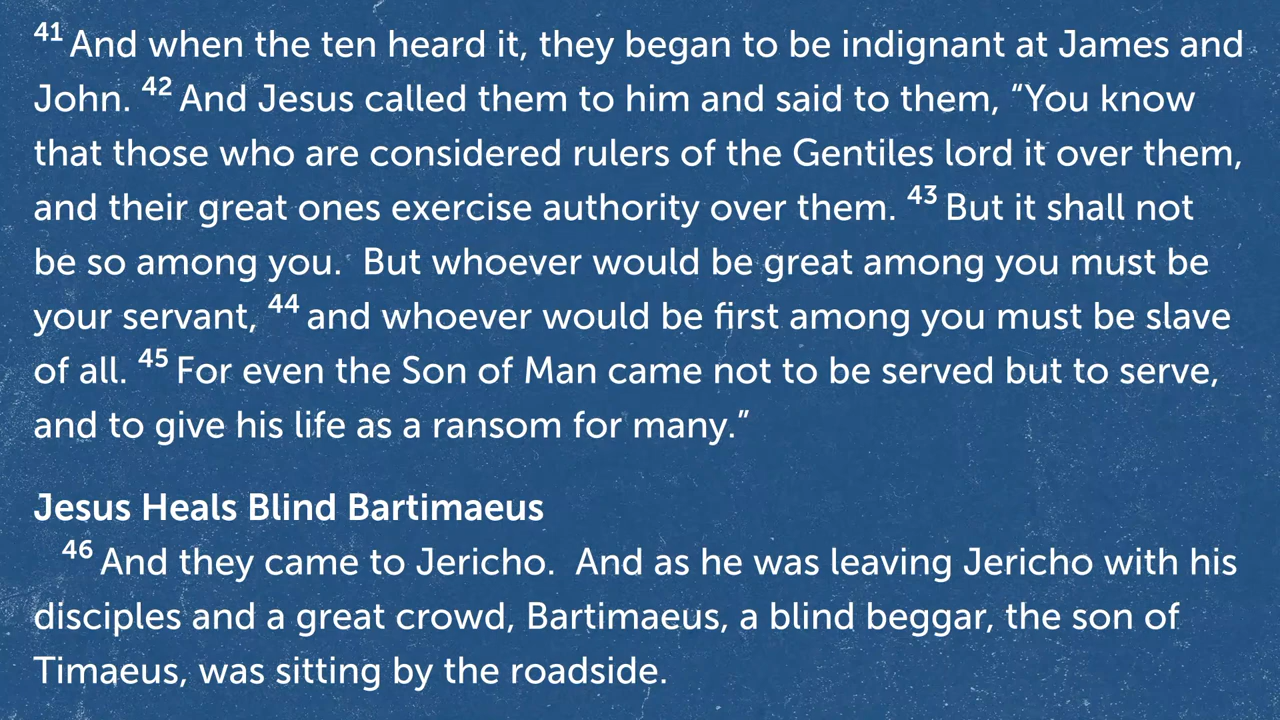 41 And when the ten heard it, they began to be indignant at James and
John. 42 And Jesus called them to him and said to them, “You know
that those who are considered rulers of the Gentiles lord it over them,
and their great ones exercise authority over them. 43 But it shall not
be so among you.  But whoever would be great among you must be
your servant, 44 and whoever would be first among you must be slave
of all. 45 For even the Son of Man came not to be served but to serve,
and to give his life as a ransom for many.”
Jesus Heals Blind Bartimaeus
46 And they came to Jericho.  And as he was leaving Jericho with his
disciples and a great crowd, Bartimaeus, a blind beggar, the son of
Timaeus, was sitting by the roadside.